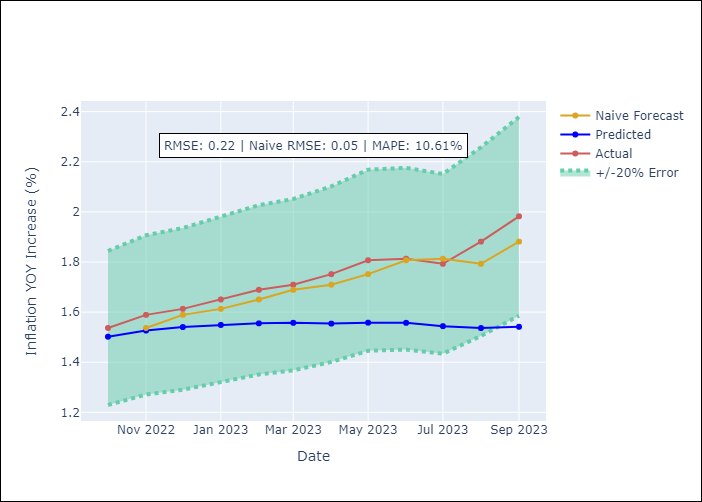 2.4
2.2
2
1.8
1.6
1.4
1.2
Inflation YOY Increase (%)
RMSE: 0.22 | Naive RMSE: 0.05 | MAPE: 10.61%
Naive Forecast
Predicted
Actual
+/-20% Error
Nov 2022 Jan 2023 Mar 2023 May 2023 Jul 2023 Sep 2023
Date